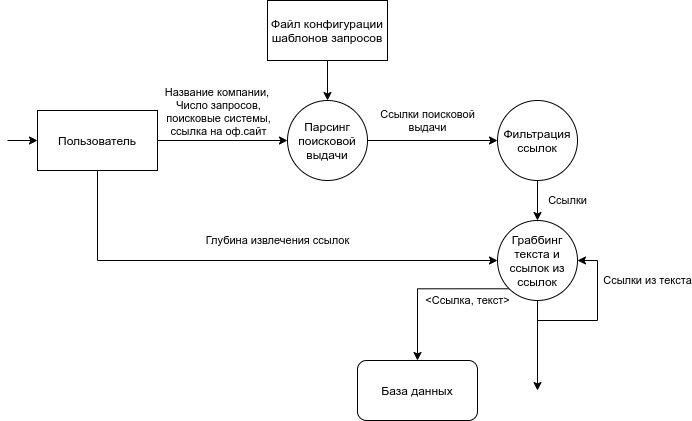 Файл конфигурации
шаблонов запросов
Название компании,
Число запросов,
поисковые системы,
ссылка на оф.сайт
Пользователь
Парсинг
поисковой
выдачи
Ссылки поисковой
выдачи
Фильтрация
ссылок
Ссылки
Глубина извлечения ссылок
Граббинг
текста и
ссылок из
ссылок
Ссылки из текста
<Ссылка, текст>
База данных